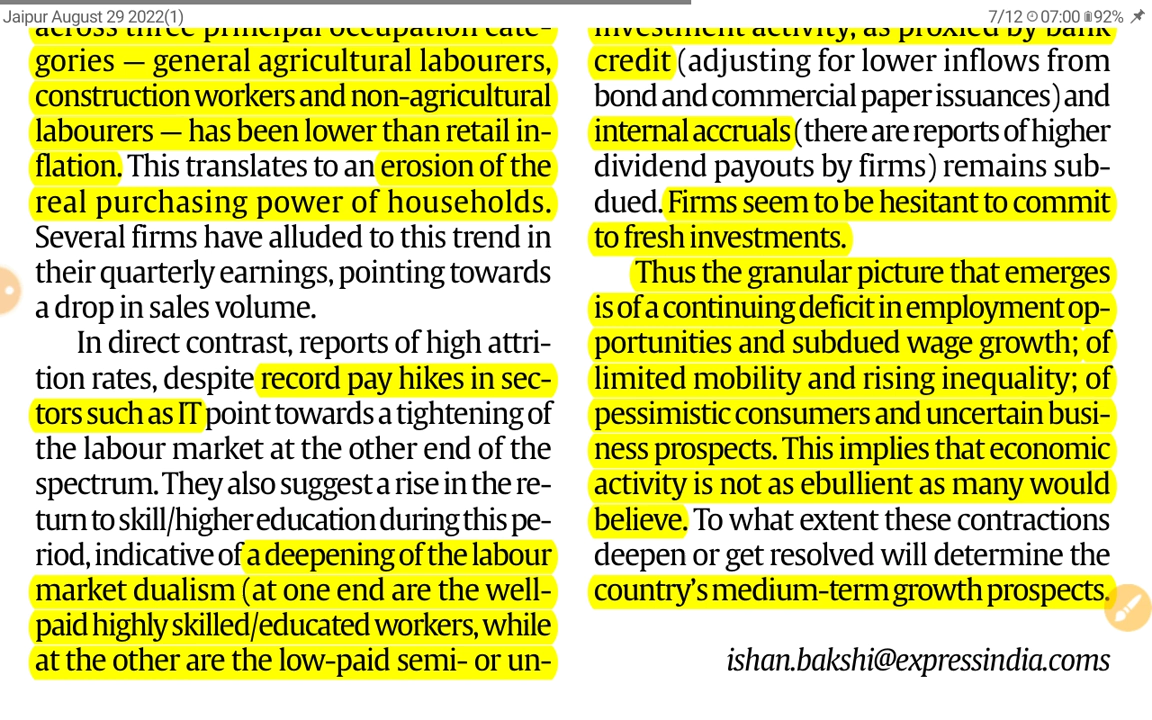 Jaipur August 29 2022(1)
7/12 07:00 92%
across three principal occupation cate-
gories — general agricultural labourers,
construction workers and non-agricultural
labourers — has been lower than retail in-
flation. This translates to an erosion of the
real purchasing power of households.
Several firms have alluded to this trend in
their quarterly earnings, pointing towards
a drop in sales volume.
In direct contrast, reports of high attri-
tion rates, despite record pay hikes in sec-
tors such as IT point towards a tightening of
the labour market at the other end of the
spectrum. They also suggest a rise in the re-
turn to skill/higher education during this pe-
riod, indicative of a deepening of the labour
market dualism (at one end are the well-
paid highly skilled/educated workers, while
at the other are the low-paid semi- or un-
investment activity, as proxied by bank
credit (adjusting for lower inflows from
bond and commercial paper issuances) and
internal accruals (there are reports of higher
dividend payouts by firms) remains sub-
dued. Firms seem to be hesitant to commit
to fresh investments.
Thus the granular picture that emerges
is of a continuing deficit in employment op-
portunities and subdued wage growth; of
limited mobility and rising inequality; of
pessimistic consumers and uncertain busi-
ness prospects. This implies that economic
activity is not as ebullient as many would
believe. To what extent these contractions
deepen or get resolved will determine the
country's medium-term growth prospects.
ishan.bakshi@expressindia.coms